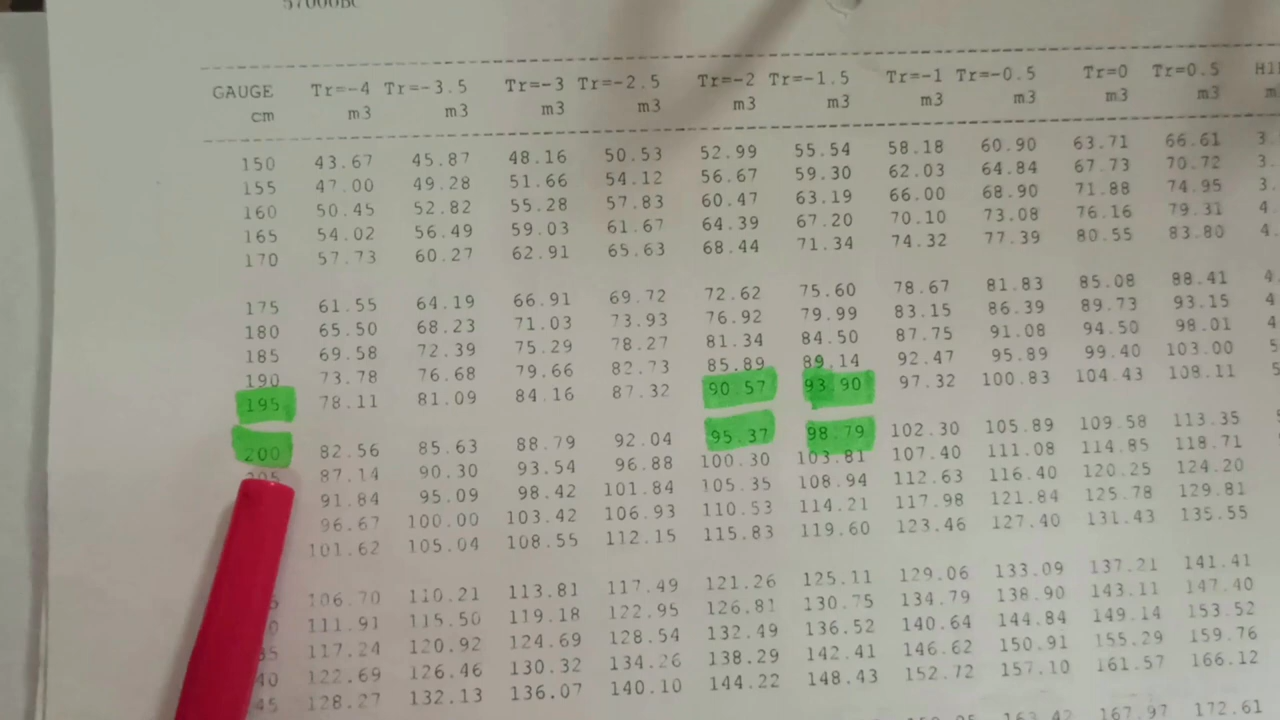 57000BC
GAUGE Tr=-4 Tr=-3.5 Tr=-3 Tr=-2.5 Tr=-2 Tr=-1.5 Tr=-1 Tr=-0.5 Tr=0 Tr=0.5
cm m3 m3 m3 m3 m3 m3 m3 m3 m3 m3
150 43.67 45.87 48.16 50.53 52.99 55.54 58.18 60.90 63.71 66.61 3.
155 47.00 49.28 51.66 54.12 56.67 59.30 62.03 64.84 67.73 70.72 3.
160 50.45 52.82 55.28 57.83 60.47 63.19 66.00 68.90 71.88 74.95 4.
165 54.02 56.49 59.03 61.67 64.39 67.20 70.10 73.08 76.16 79.31 4.
170 57.73 60.27 62.91 65.63 68.44 71.34 74.32 77.39 80.55 83.80 4.
175 61.55 64.19 66.91 69.72 72.62 75.60 78.67 81.83 85.08 88.41 4.
180 65.50 68.23 71.03 73.93 76.92 79.99 83.15 86.39 89.73 93.15 4
185 69.58 72.39 75.29 78.27 81.34 84.50 87.75 91.08 94.50 98.01 4
190 73.78 76.68 79.66 82.73 85.89 89.14 92.47 95.89 99.40 103.00 5
195 78.11 81.09 84.16 87.32 90.57 93.90 97.32 100.83 104.43 108.11 5
200 82.56 85.63 88.79 92.04 95.37 98.79 102.30 105.89 109.58 113.35
205 87.14 90.30 93.54 96.88 100.30 103.81 107.40 111.08 114.85 118.71
91.84 95.09 98.42 101.84 105.35 108.94 112.63 116.40 120.25 124.20
96.67 100.00 103.42 106.93 110.53 114.21 117.98 121.84 125.78 129.81
101.62 105.04 108.55 112.15 115.83 119.60 123.46 127.40 131.43 135.55
106.70 110.21 113.81 117.49 121.26 125.11 129.06 133.09 137.21 141.41
111.91 115.50 119.18 122.95 126.81 130.75 134.79 138.90 143.11 147.40
35 117.24 120.92 124.69 128.54 132.49 136.52 140.64 144.84 149.14 153.52
40 122.69 126.46 130.32 134.26 138.29 142.41 146.62 150.91 155.29 159.76
45 128.27 132.13 136.07 140.10 144.22 148.43 152.72 157.10 161.57 166.12
163.42 167.97 172.61